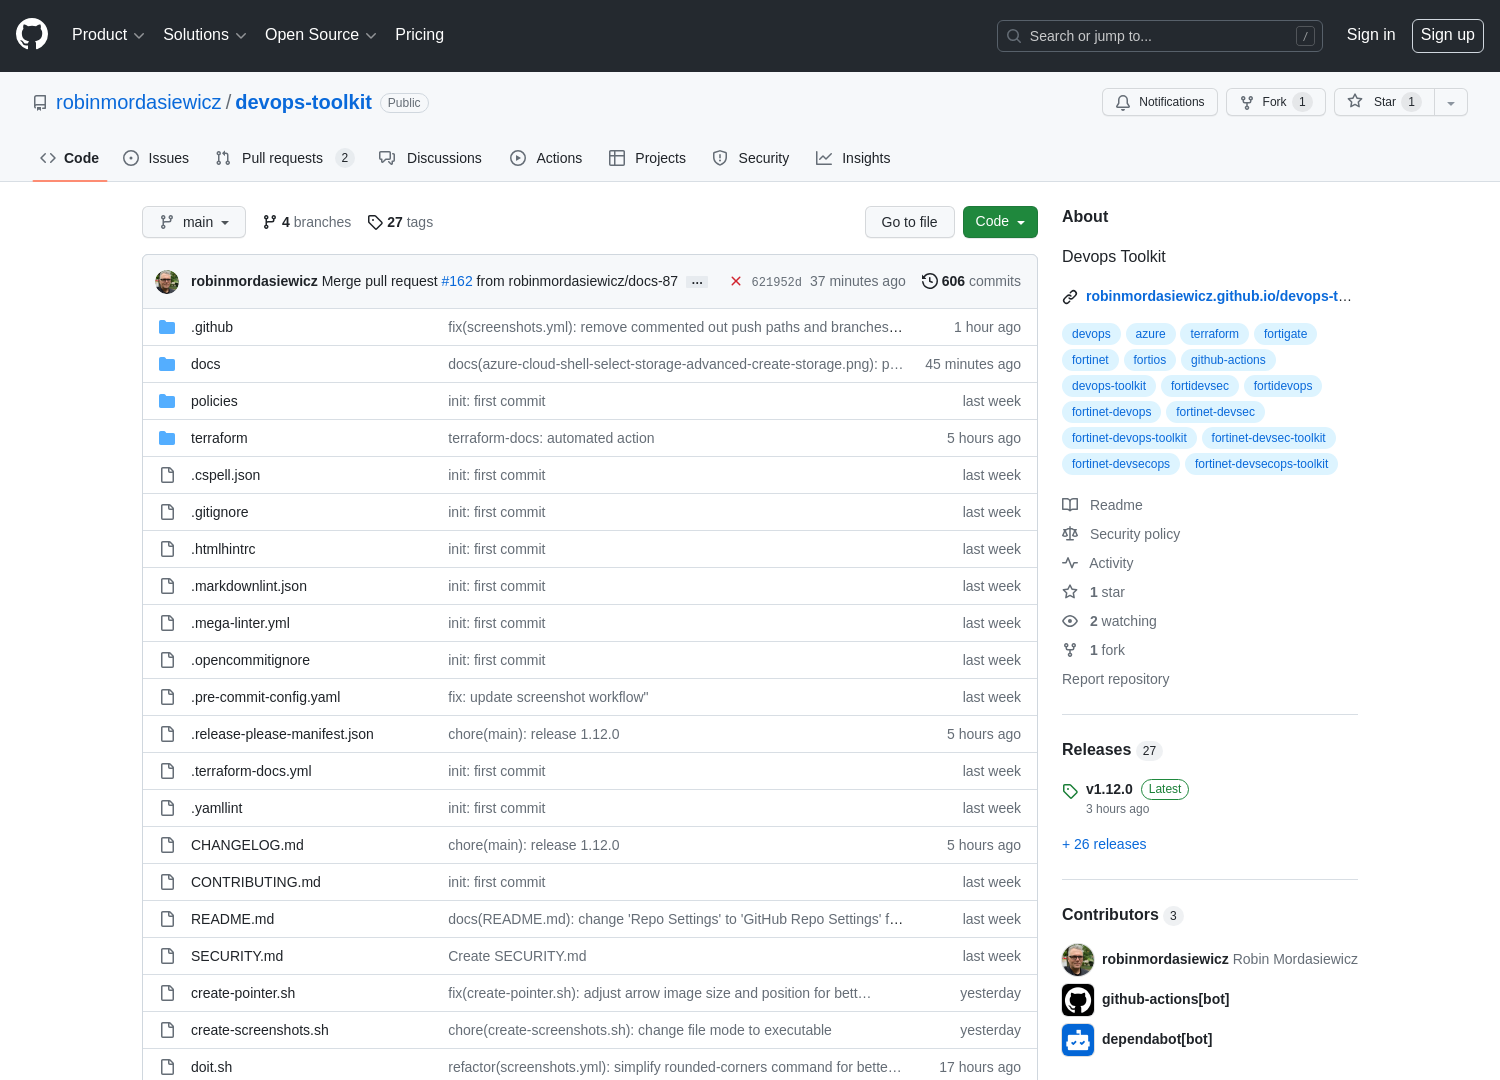 Product Solutions Open Source Pricing Search or jump to... / Sign in Sign up
robinmordasiewicz / devops-toolkit Public Notifications Fork 1 Star 1
Code Issues Pull requests 2 Discussions Actions Projects Security Insights
main 4 branches 27 tags Go to file Code
robinmordasiewicz Merge pull request #162 from robinmordasiewicz/docs-87 … 621952d 37 minutes ago 606 commits
.github fix(screenshots.yml): remove commented out push paths and branches… 1 hour ago
docs docs(azure-cloud-shell-select-storage-advanced-create-storage.png): p… 45 minutes ago
policies init: first commit last week
terraform terraform-docs: automated action 5 hours ago
.cspell.json init: first commit last week
.gitignore init: first commit last week
.htmlhintrc init: first commit last week
.markdownlint.json init: first commit last week
.mega-linter.yml init: first commit last week
.opencommitignore init: first commit last week
.pre-commit-config.yaml fix: update screenshot workflow" last week
.release-please-manifest.json chore(main): release 1.12.0 5 hours ago
.terraform-docs.yml init: first commit last week
.yamllint init: first commit last week
CHANGELOG.md chore(main): release 1.12.0 5 hours ago
CONTRIBUTING.md init: first commit last week
README.md docs(README.md): change 'Repo Settings' to 'GitHub Repo Settings' f… last week
SECURITY.md Create SECURITY.md last week
create-pointer.sh fix(create-pointer.sh): adjust arrow image size and position for bett… yesterday
create-screenshots.sh chore(create-screenshots.sh): change file mode to executable yesterday
doit.sh refactor(screenshots.yml): simplify rounded-corners command for bette… 17 hours ago
About
Devops Toolkit
robinmordasiewicz.github.io/devops-t…
devops azure terraform fortigate
fortinet fortios github-actions
devops-toolkit fortidevsec fortidevops
fortinet-devops fortinet-devsec
fortinet-devops-toolkit fortinet-devsec-toolkit
fortinet-devsecops fortinet-devsecops-toolkit
Readme
Security policy
Activity
1 star
2 watching
1 fork
Report repository
Releases 27
v1.12.0 Latest
3 hours ago
+ 26 releases
Contributors 3
robinmordasiewicz Robin Mordasiewicz
github-actions[bot]
dependabot[bot]